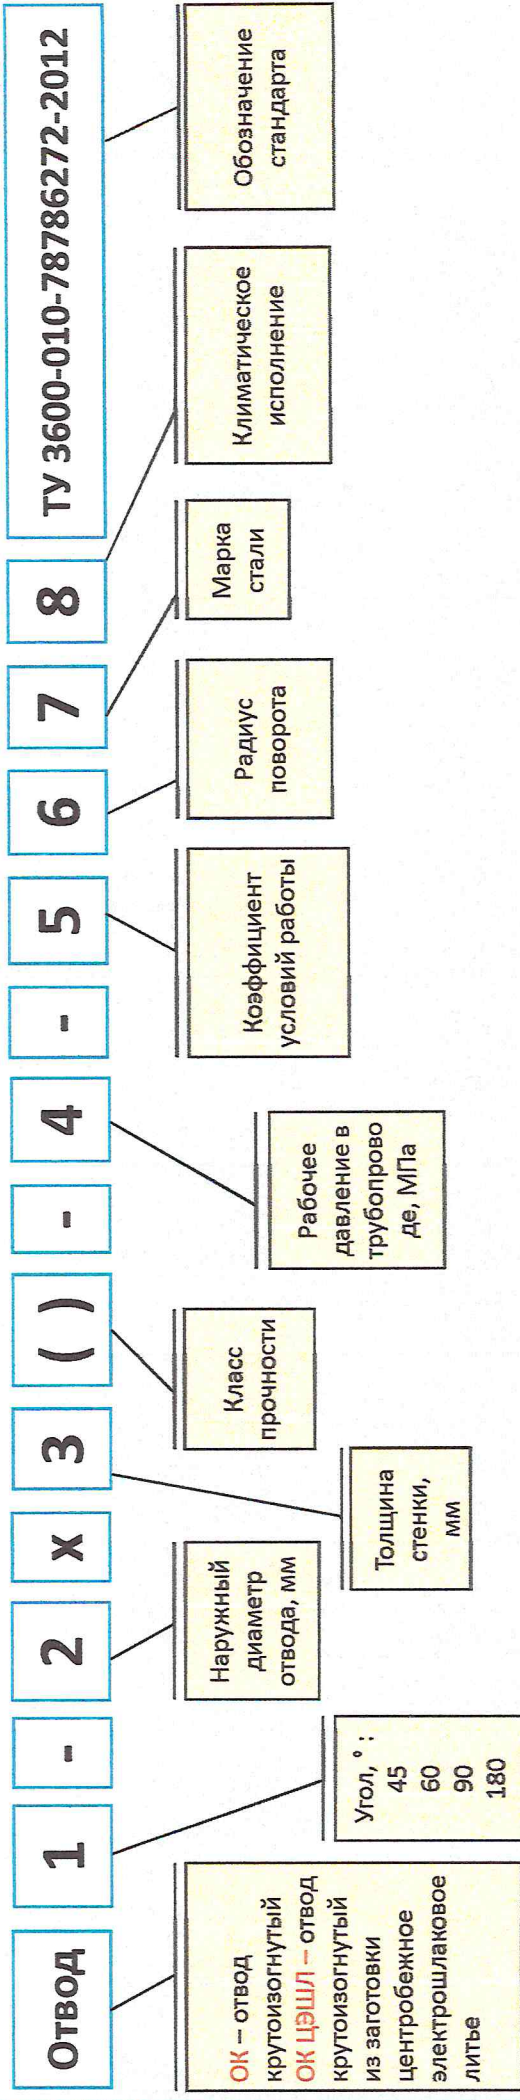 Отвод 1 - 2 х 3 ( ) - 4 - 5 6 7 8 ТУ 3600-010-78786272-2012
ОК – отвод
крутоизогнутый
ОК ЦЭШЛ – отвод
крутоизогнутый
из заготовки
центробежное
электрошлаковое
литье
Угол, ° :
45
60
90
180
Наружный
диаметр
отвода, мм
Толщина
стенки,
мм
Класс
прочности
Рабочее
давление в
трубопрово
де, МПа
Коэффициент
условий работы
Радиус
поворота
Марка
стали
Климатическое
исполнение
Обозначение
стандарта